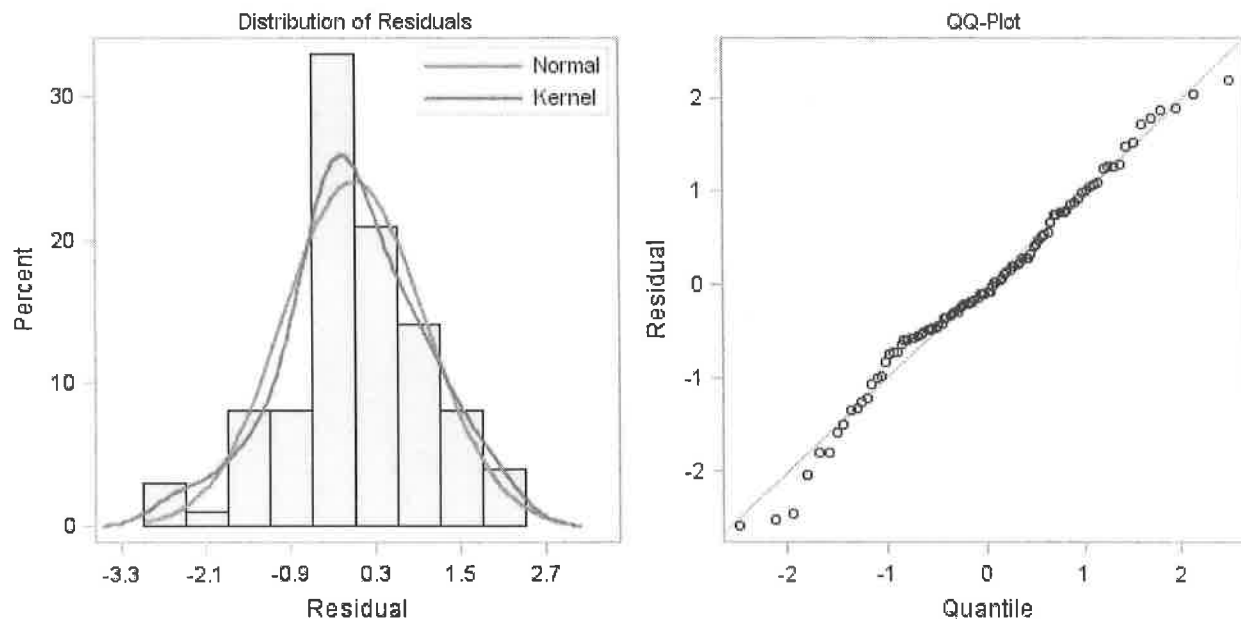 Distribution of Residuals
Normal
Kernel
30
20
10
0
Percent
-3.3 -2.1 -0.9 0.3 1.5 2.7
Residual
QQ-Plot
2
1
0
-1
-2
Residual
-2 -1 0 1 2
Quantile